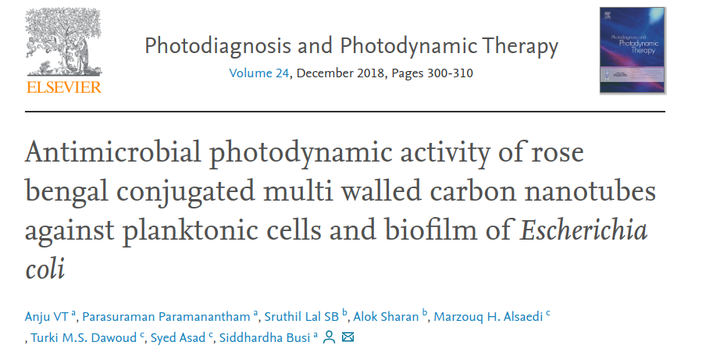 Photodiagnosis and Photodynamic Therapy
Volume 24, December 2018, Pages 300-310
ELSEVIER
Photodiagnosis and
Photodynamic
Therapy
Antimicrobial photodynamic activity of rose
bengal conjugated multi walled carbon nanotubes
against planktonic cells and biofilm of Escherichia
coli
Anju VT a, Parasuraman Paramanantham a, Sruthil Lal SB b, Alok Sharan b, Marzouq H. Alsaedi c
, Turki M.S. Dawoud c, Syed Asad c, Siddhardha Busi a